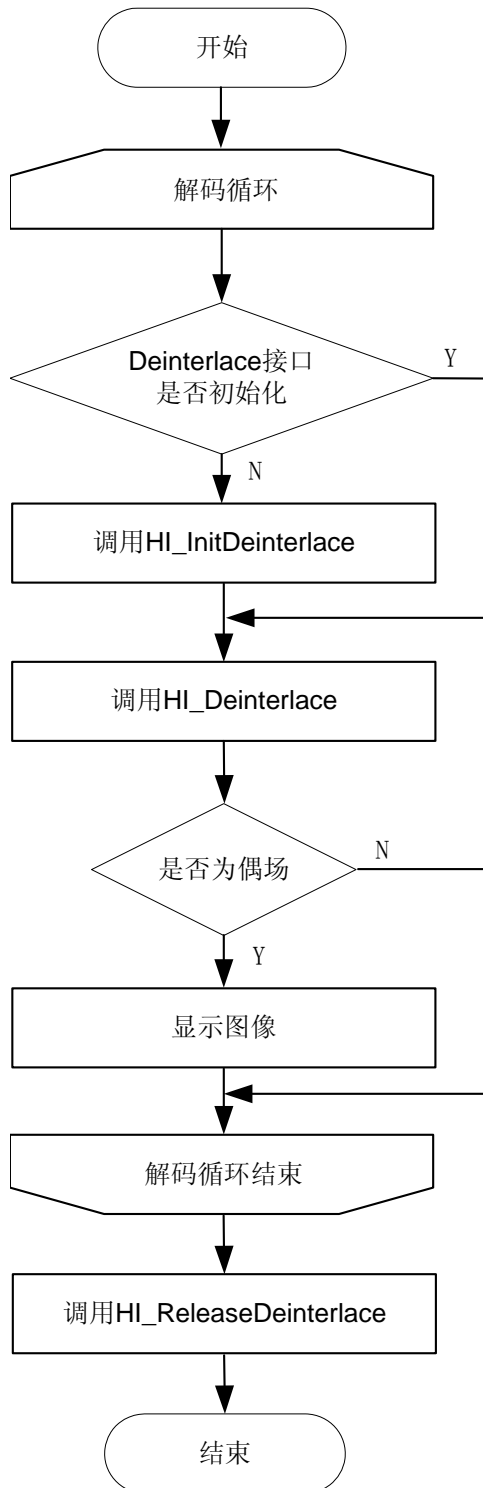 开始
解码循环
Deinterlace接口
是否初始化
Y
N
调用HI_InitDeinterlace
调用HI_Deinterlace
是否为偶场
N
Y
显示图像
解码循环结束
调用HI_ReleaseDeinterlace
结束